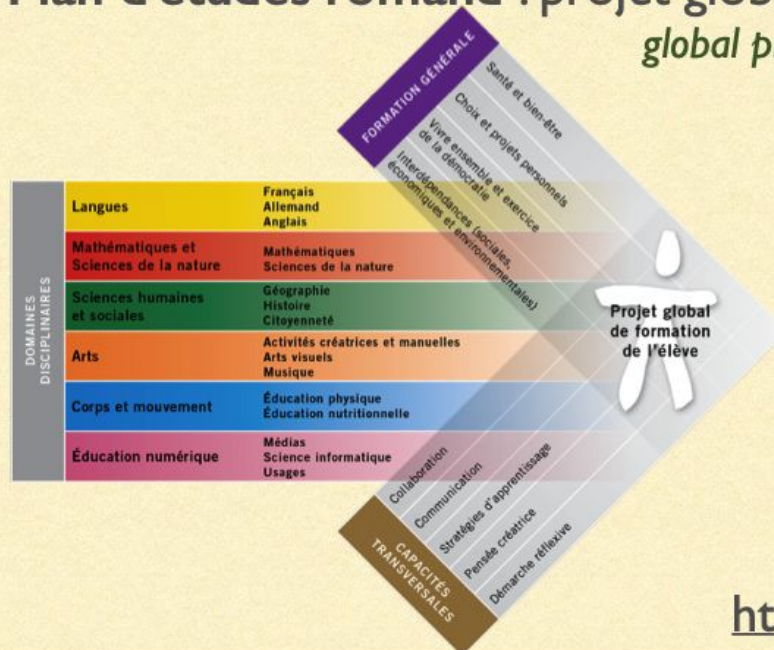 Plan d'études romand : projet glob
global p
FORMATION GÉNÉRALE
Santé et bien-être
Choix et projets personnels
Vivre ensemble et exercice
de la démocratie
Interdépendances (sociales,
économiques et environnementales)
DOMAINES
DISCIPLINAIRES
Langues
Français
Allemand
Anglais
Mathématiques et
Sciences de la nature
Mathématiques
Sciences de la nature
Sciences humaines
et sociales
Géographie
Histoire
Citoyenneté
Arts
Activités créatrices et manuelles
Arts visuels
Musique
Corps et mouvement
Éducation physique
Éducation nutritionnelle
Éducation numérique
Médias
Science informatique
Usages
Projet global
de formation
de l'élève
Collaboration
Communication
Stratégies d'apprentissage
Pensée créatrice
Démarche réflexive
CAPACITÉS
TRANSVERSALES
ht